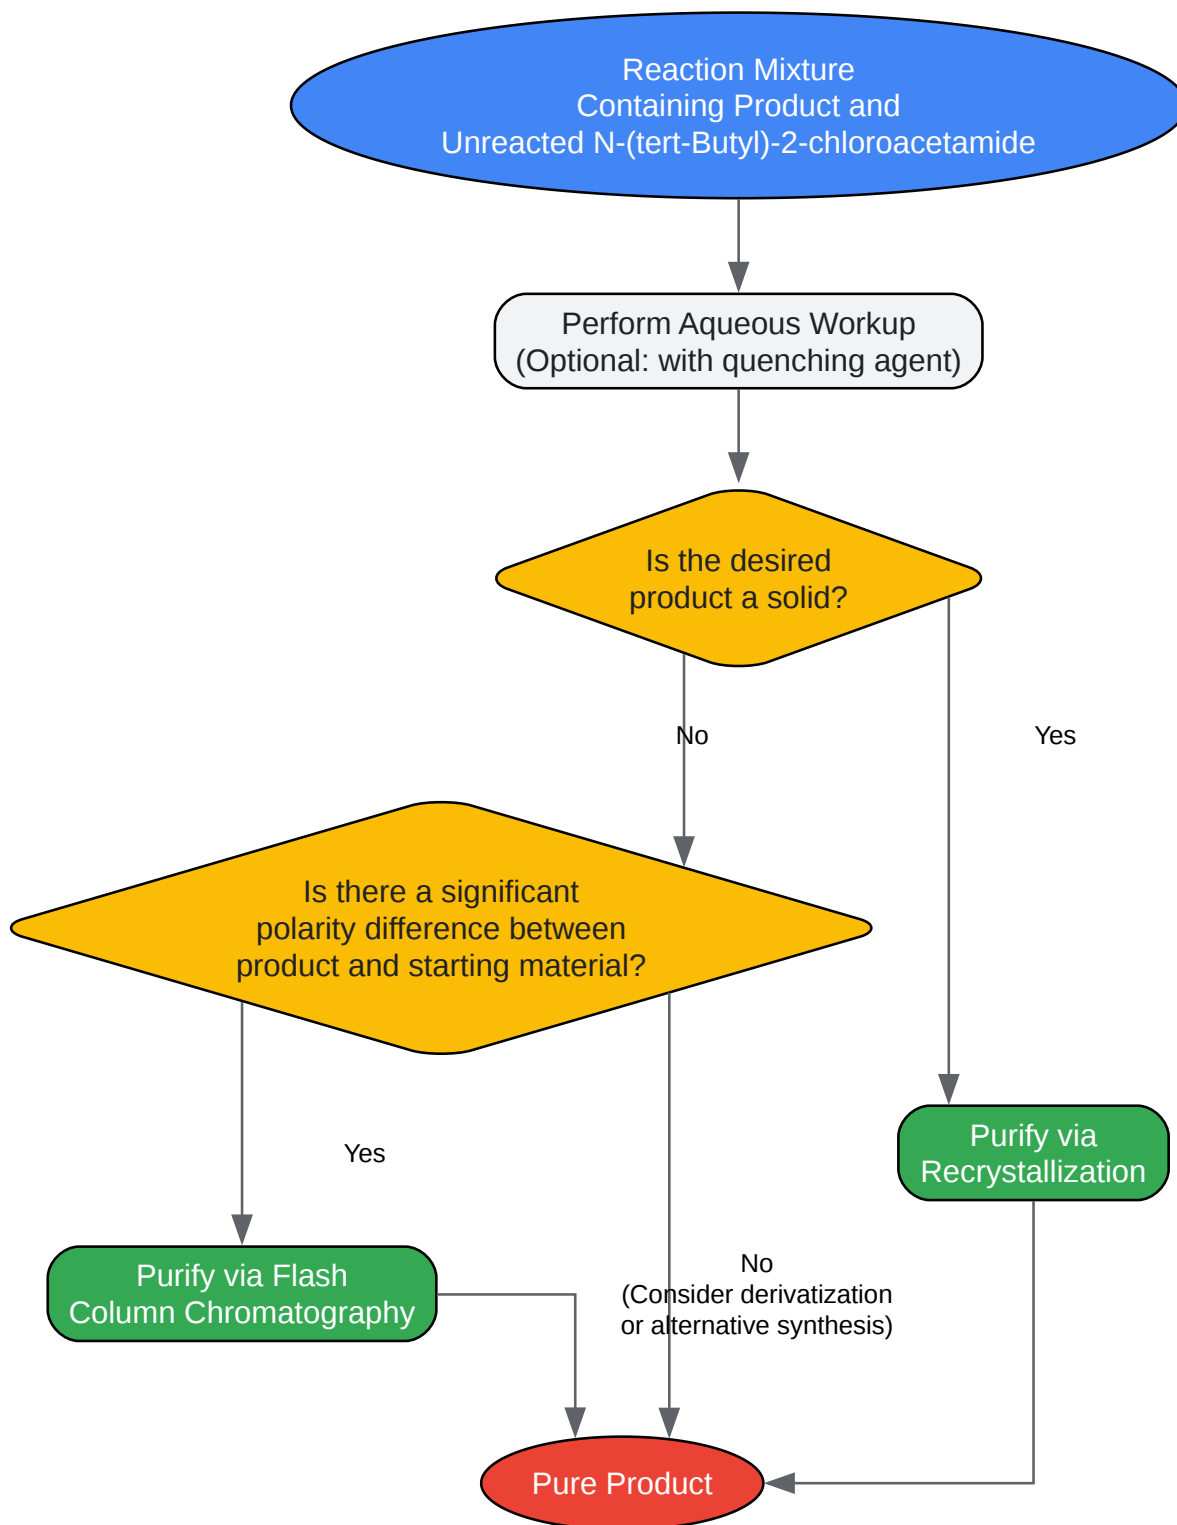 Reaction Mixture
Containing Product and
Unreacted N-(tert-Butyl)-2-chloroacetamide
Perform Aqueous Workup
(Optional: with quenching agent)
Is the desired
product a solid?
No
Yes
Is there a significant
polarity difference between
product and starting material?
Yes
Purify via
Recrystallization
Purify via Flash
Column Chromatography
No
(Consider derivatization
or alternative synthesis)
Pure Product